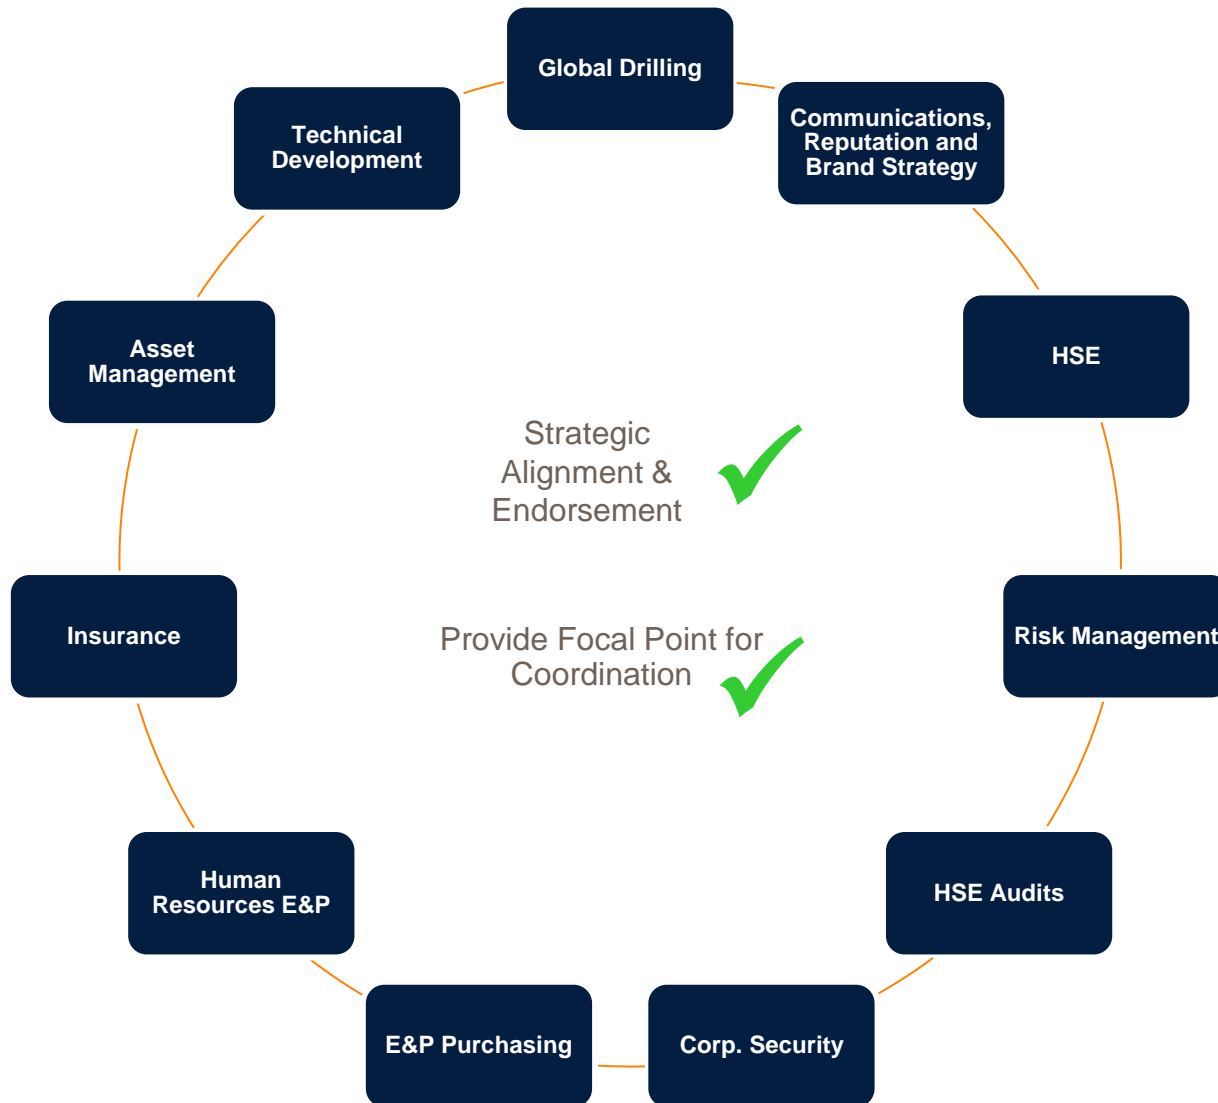 Global Drilling
Communications,
Reputation and
Brand Strategy
Technical
Development
HSE
Asset
Management
Strategic
Alignment &
Endorsement
Risk Management
Insurance
Provide Focal Point for
Coordination
HSE Audits
Human
Resources E&P
E&P Purchasing
Corp. Security